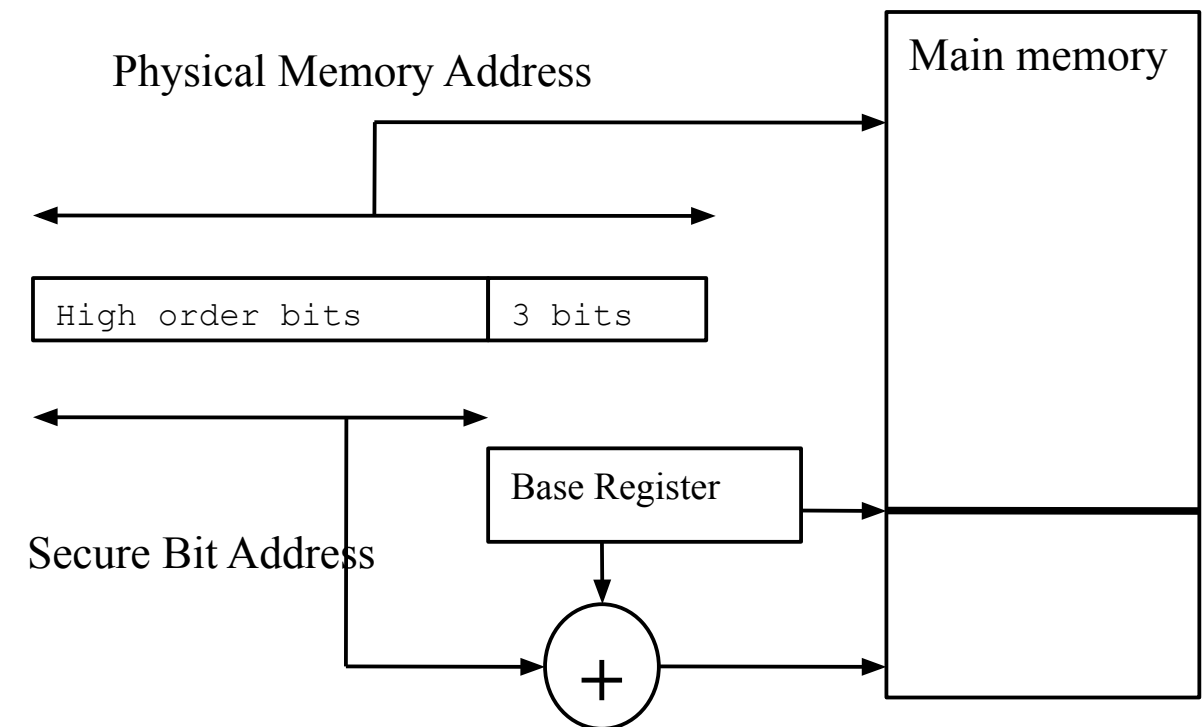 Main memory
Physical Memory Address
High order bits
3 bits
Base Register
Secure Bit Address
+